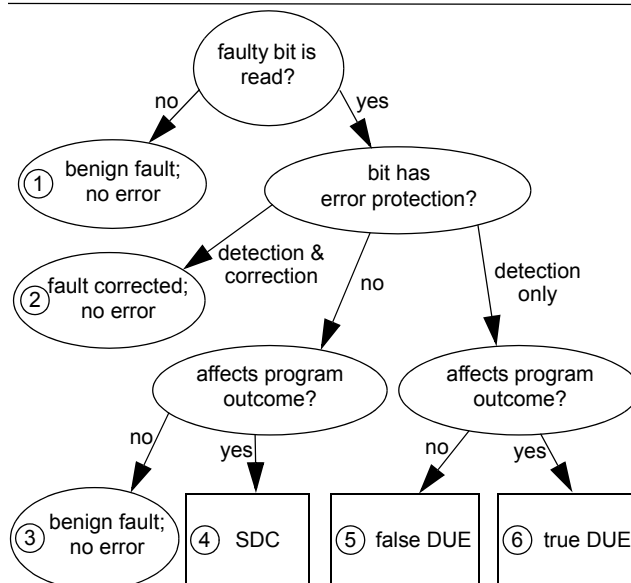 faulty bit is
read?
no
yes
1
benign fault;
no error
bit has
error protection?
detection &
correction
no
detection
only
2
fault corrected;
no error
affects program
outcome?
affects program
outcome?
no
yes
no
yes
3
benign fault;
no error
4
SDC
5
false DUE
6
true DUE